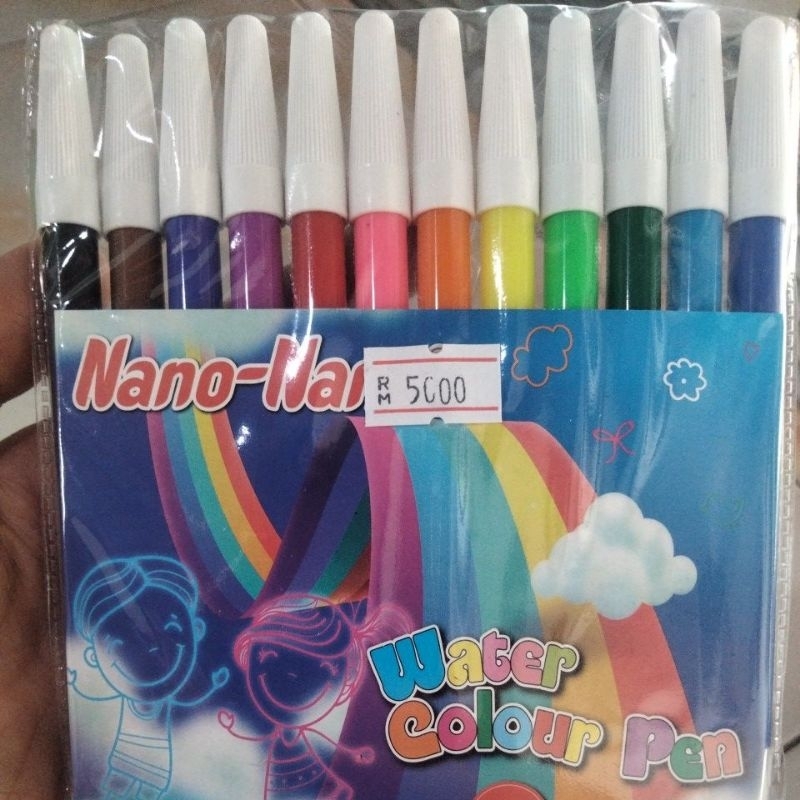 Nano-Nan
RM 5000
Water
Colour Pen